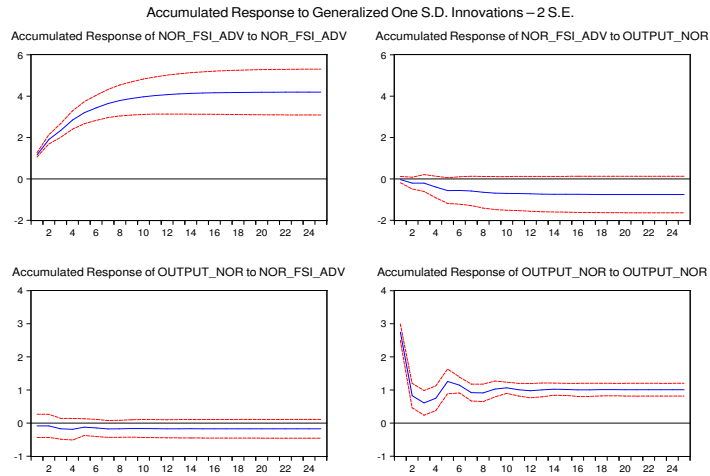 Accumulated Response to Generalized One S.D. Innovations – 2 S.E.
Accumulated Response of NOR_FSI_ADV to NOR_FSI_ADV
6
4
2
0
-2
2 4 6 8 10 12 14 16 18 20 22 24
Accumulated Response of NOR_FSI_ADV to OUTPUT_NOR
6
4
2
0
-2
2 4 6 8 10 12 14 16 18 20 22 24
Accumulated Response of OUTPUT_NOR to NOR_FSI_ADV
4
3
2
1
0
-1
2 4 6 8 10 12 14 16 18 20 22 24
Accumulated Response of OUTPUT_NOR to OUTPUT_NOR
4
3
2
1
0
-1
2 4 6 8 10 12 14 16 18 20 22 24